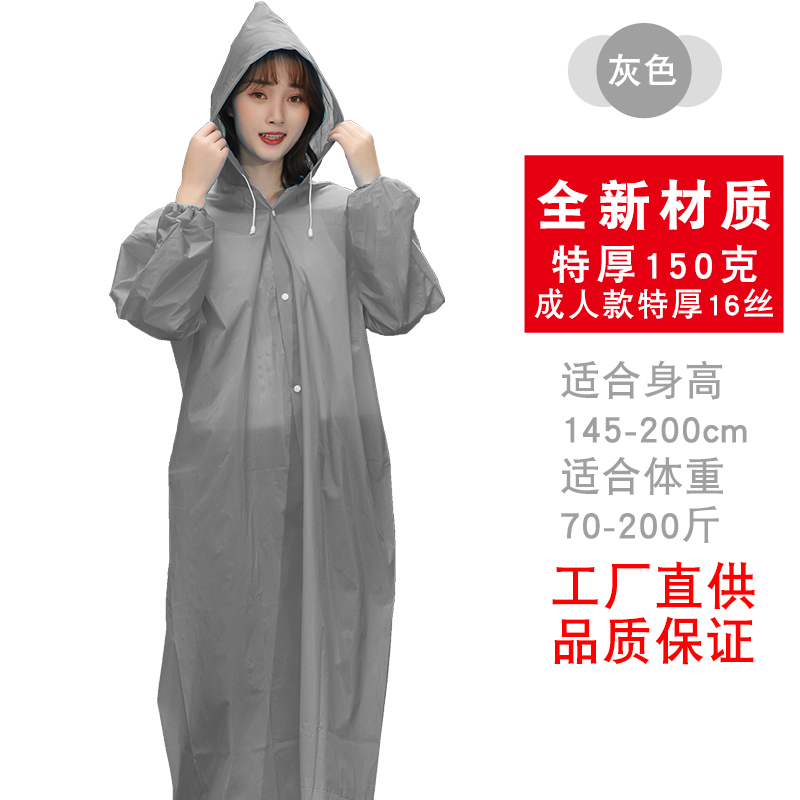 灰色
全新材质
特厚150克
成人款特厚16丝
适合身高
145-200cm
适合体重
70-200斤
工厂直供
品质保证